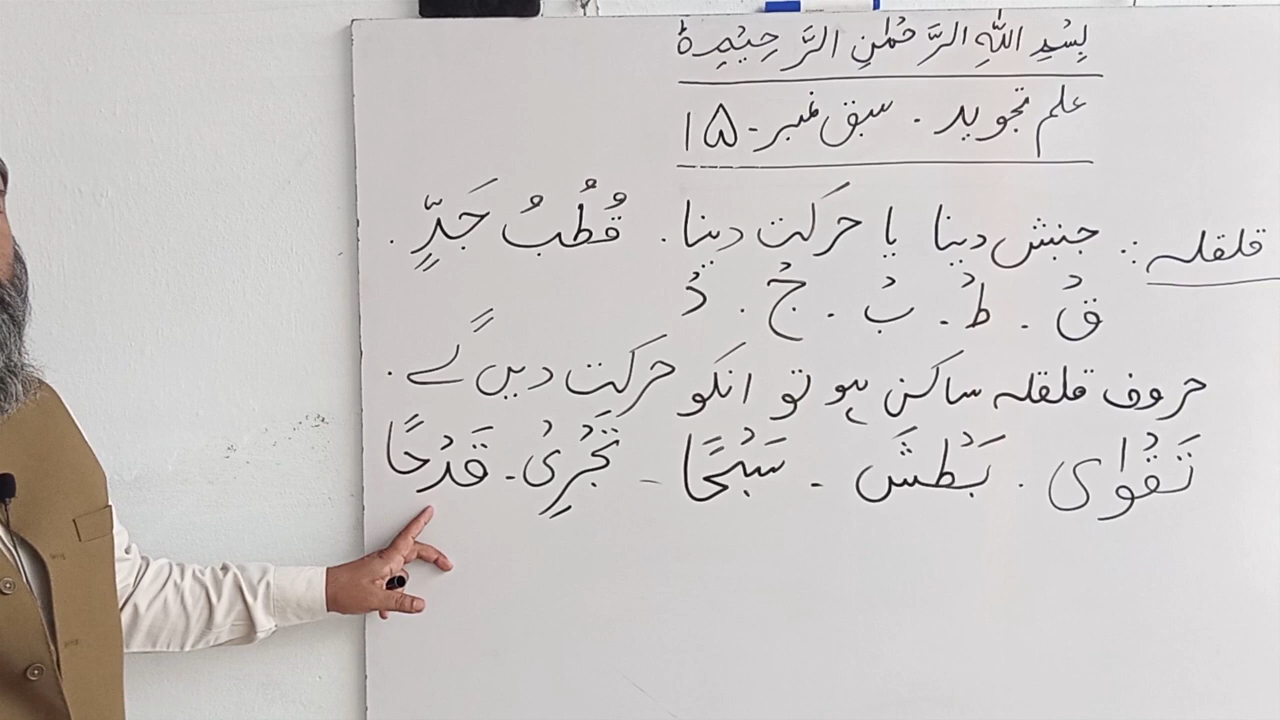 بِسْمِ اللّٰهِ الرَّحْمٰنِ الرَّحِيْمِ ہ
علم تجوید . سبق نمبر - ۱۵
قلقلہ : جنبش دینا یا حرکت دینا . قُطُبُ جَدٍّ .
قْ . طْ . بْ . جْ . دْ
حروف قلقلہ ساکن ہو تو انکو حرکت دیں گے .
تَقْوٰی . بَطْشَ - سَبْحًا - تَجْرِیْ - قَدْحًا